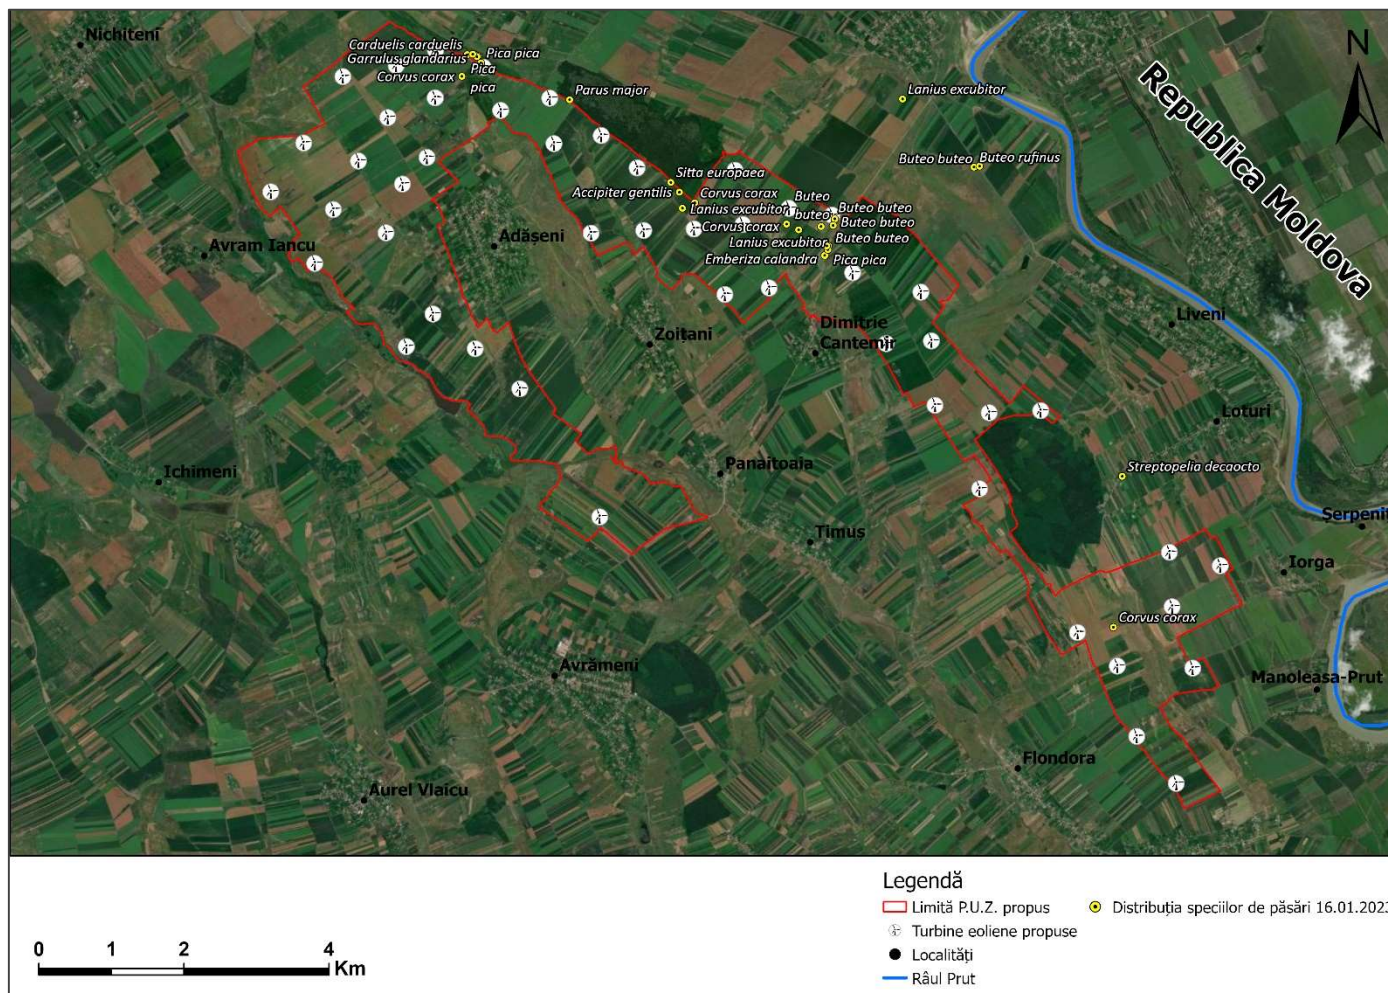 Nichiteni
Carduelis carduelis
Garrulus glandarius
Pica pica
Corvus corax
Pica
pica
Parus major
Lanius excubitor
N
Republica Moldova
Buteo buteo
Buteo rufinus
Sitta europaea
Accipiter gentilis
Corvus corax
Lanius excubitor
Buteo
buteo
Buteo buteo
Buteo buteo
Corvus corax
Lanius excubitor
Buteo buteo
Emberiza calandra
Pica pica
Avram Iancu
Adășeni
Zoițani
Dimitrie
Cantemir
Liveni
Loturi
Ichimeni
Panaitoaia
Streptopelia decaocto
Timuș
Iorga
Corvus corax
Avrămeni
Manoleasa-Prut
Flondora
Aurel Vlaicu
Legendă
Limită P.U.Z. propus
Distribuția speciilor de păsări 16.01.2023
Turbine eoliene propuse
Localități
Râul Prut
0 1 2 4
Km